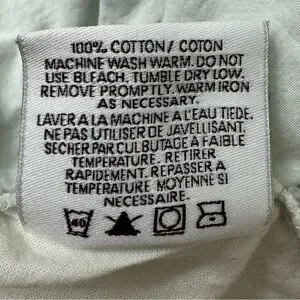 100% COTTON/ COTON
MACHINE WASH WARM. DO NOT
USE BLEACH. TUMBLE DRY LOW.
REMOVE PROMPTLY. WARM IRON
AS NECESSARY.
LAVER A LA MACHINE A L'EAU TIEDE.
NE PAS UTILISER DE JAVELLISANT.
SECHER PAR CULBUTAGE A FAIBLE
TEMPERATURE. RETIRER
RAPIDEMENT. REPASSER A
TEMPERATURE MOYENNE SI
NECESSAIRE.
40